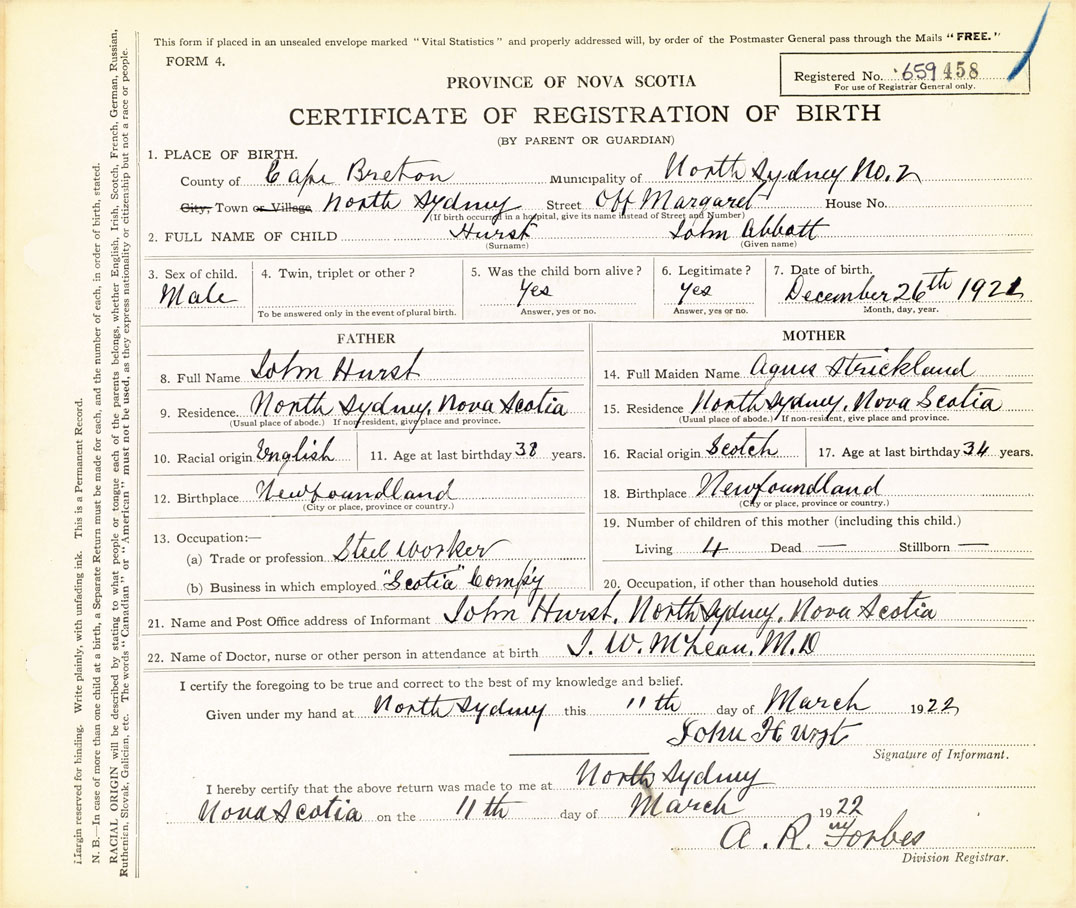 This form if placed in an unsealed envelope marked "Vital Statistics" and properly addressed will, by order of the Postmaster General pass through the Mails "FREE."
FORM 4.
Registered No. 659458
For use of Registrar General only.
PROVINCE OF NOVA SCOTIA
CERTIFICATE OF REGISTRATION OF BIRTH
(BY PARENT OR GUARDIAN)
1. PLACE OF BIRTH.
County of Cape Breton Municipality of North Sydney No. 2
City, Town or Village North Sydney Street Off Margaret House No.
(If birth occurred in a hospital, give its name instead of Street and Number)
2. FULL NAME OF CHILD Hurst John Abbott
(Surname) (Given name)
3. Sex of child. 4. Twin, triplet or other? 5. Was the child born alive? 6. Legitimate? 7. Date of birth.
Male Yes Yes December 26th 1921
To be answered only in the event of plural birth. Answer, yes or no. Answer, yes or no. Month, day, year.
FATHER
8. Full Name John Hurst
9. Residence. North Sydney, Nova Scotia
(Usual place of abode.) If non-resident, give place and province.
10. Racial origin English 11. Age at last birthday 38 years.
12. Birthplace Newfoundland
(City or place, province or country.)
13. Occupation:—
(a) Trade or profession Steel Worker
(b) Business in which employed "Scotia" Comp'y
MOTHER
14. Full Maiden Name Agnes Strickland
15. Residence North Sydney, Nova Scotia
(Usual place of abode.) If non-resident, give place and province.
16. Racial origin Scotch 17. Age at last birthday 34 years.
18. Birthplace Newfoundland
(City or place, province or country.)
19. Number of children of this mother (including this child.)
Living 4 Dead — Stillborn —
20. Occupation, if other than household duties
21. Name and Post Office address of Informant John Hurst, North Sydney, Nova Scotia
22. Name of Doctor, nurse or other person in attendance at birth J. W. McLean, M.D
I certify the foregoing to be true and correct to the best of my knowledge and belief.
Given under my hand at North Sydney this 11th day of March 1922
John Hurst
Signature of Informant.
I hereby certify that the above return was made to me at North Sydney
Nova Scotia on the 11th day of March 1922
A. R. Forbes
Division Registrar.
Margin reserved for binding. Write plainly, with unfading ink. This is a Permanent Record.
N. B.—In case of more than one child at a birth, a Separate Return must be made for each, and the number of each, in order of birth, stated.
RACIAL ORIGIN will be described by stating to what people or tongue each of the parents belongs, whether English, Irish, Scotch, French, German, Russian,
Ruthenian, Slovak, Galician, etc. The words "Canadian" or "American" must not be used, as they express nationality or citizenship but not a race or people.